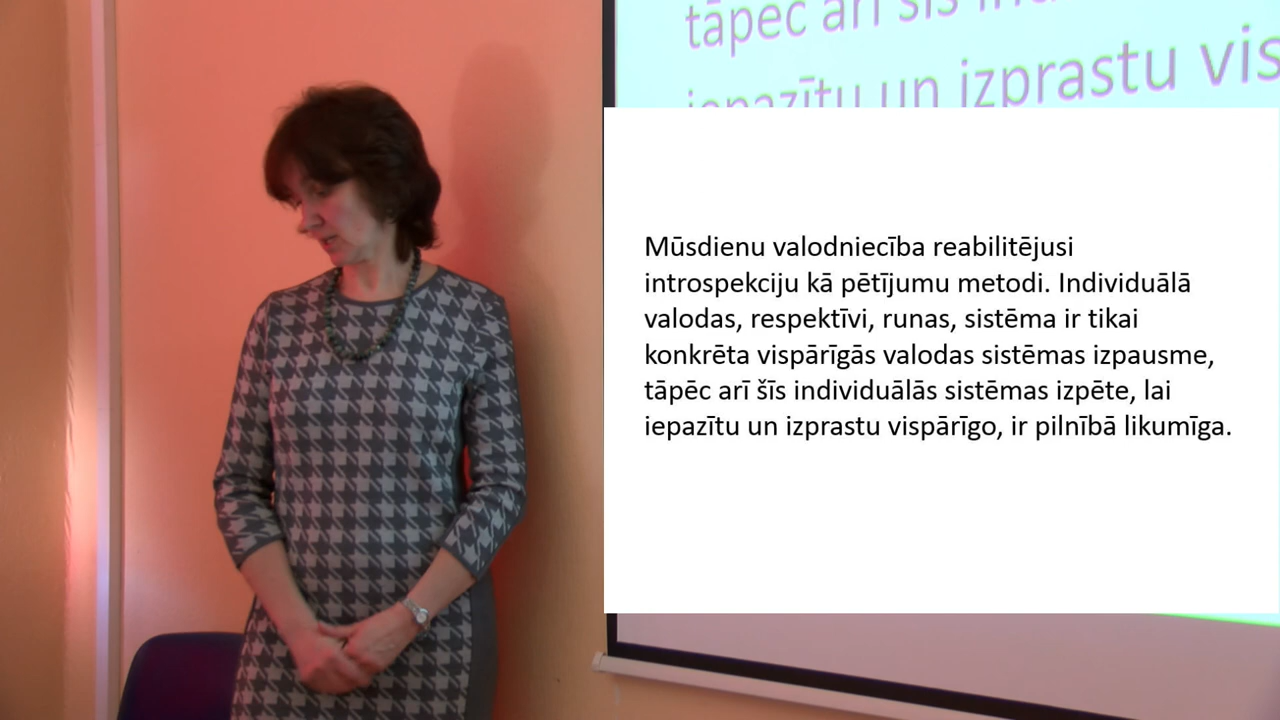 tāpēc arī šīs
iepazītu un izprastu vis
Mūsdienu valodniecība reabilitējusi
introspekciju kā pētījumu metodi. Individuālā
valodas, respektīvi, runas, sistēma ir tikai
konkrēta vispārīgās valodas sistēmas izpausme,
tāpēc arī šīs individuālās sistēmas izpēte, lai
iepazītu un izprastu vispārīgo, ir pilnībā likumīga.